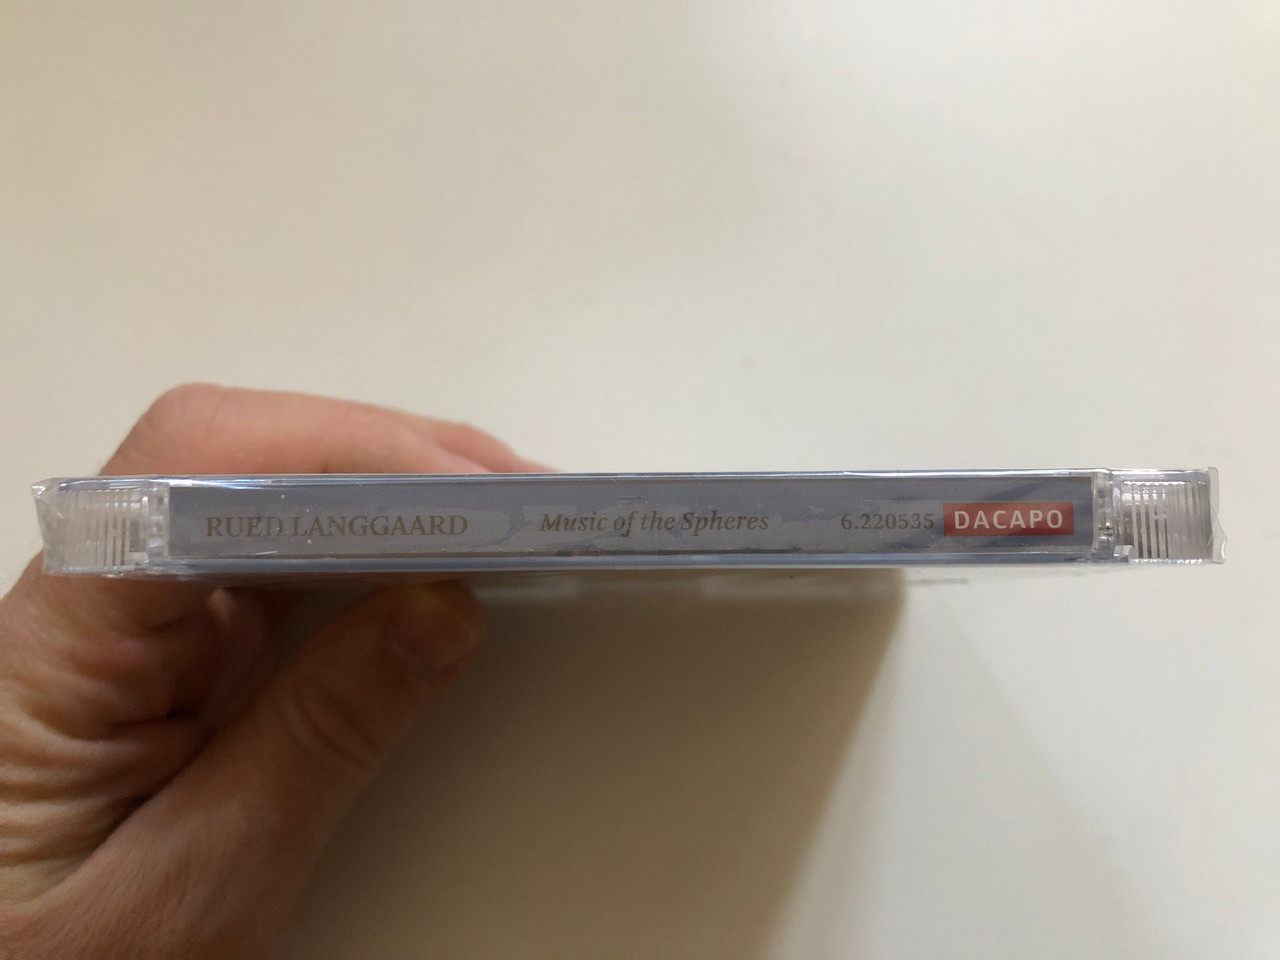 RUED LANGGAARD Music of the Spheres 6.220535 DACAPO